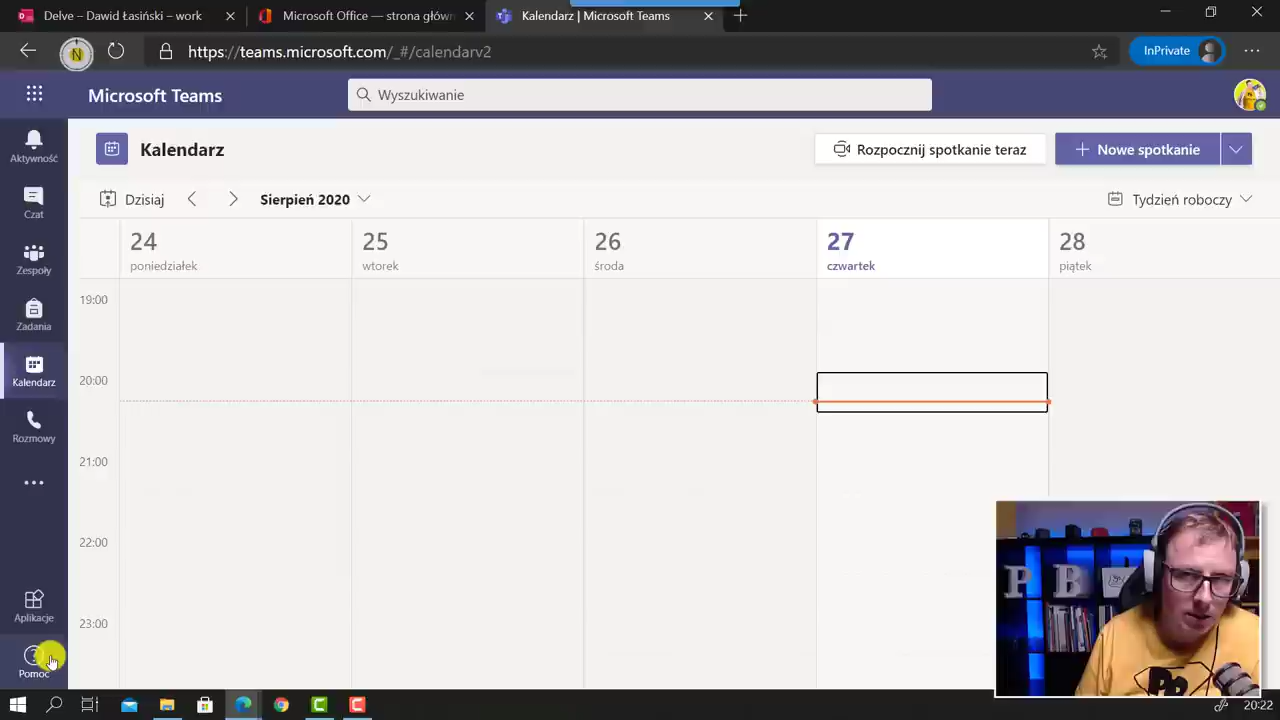 Delve – Dawid Łasiński – work
Microsoft Office — strona głów
Kalendarz | Microsoft Teams
https://teams.microsoft.com/_#/calendarv2
InPrivate
Microsoft Teams
Wyszukiwanie
Kalendarz
Rozpocznij spotkanie teraz
Nowe spotkanie
Dzisiaj
Sierpień 2020
Tydzień roboczy
24
25
26
27
28
poniedziałek
wtorek
środa
czwartek
piątek
Aktywność
Czat
Zespoły
Zadania
Kalendarz
Rozmowy
Aplikacje
Pomoc
19:00
20:00
21:00
22:00
23:00
P B
20:22